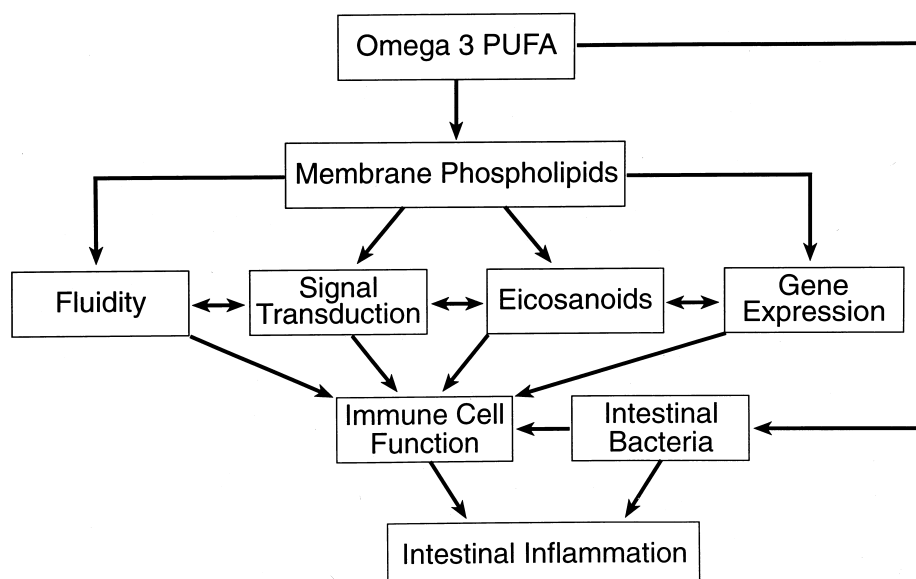 Omega 3 PUFA
Membrane Phospholipids
Fluidity
Signal
Transduction
Eicosanoids
Gene
Expression
Immune Cell
Function
Intestinal
Bacteria
Intestinal Inflammation